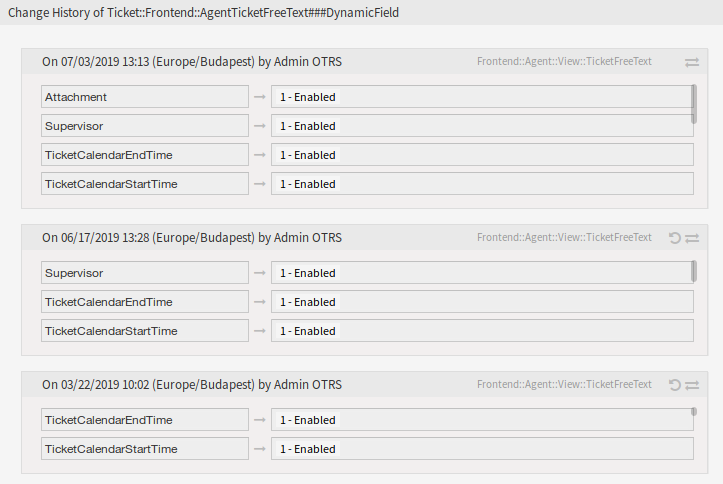 Change History of Ticket::Frontend::AgentTicketFreeText###DynamicField
On 07/03/2019 13:13 (Europe/Budapest) by Admin OTRS Frontend::Agent::View::TicketFreeText
Attachment 1 - Enabled
Supervisor 1 - Enabled
TicketCalendarEndTime 1 - Enabled
TicketCalendarStartTime 1 - Enabled
On 06/17/2019 13:28 (Europe/Budapest) by Admin OTRS Frontend::Agent::View::TicketFreeText
Supervisor 1 - Enabled
TicketCalendarEndTime 1 - Enabled
TicketCalendarStartTime 1 - Enabled
On 03/22/2019 10:02 (Europe/Budapest) by Admin OTRS Frontend::Agent::View::TicketFreeText
TicketCalendarEndTime 1 - Enabled
TicketCalendarStartTime 1 - Enabled